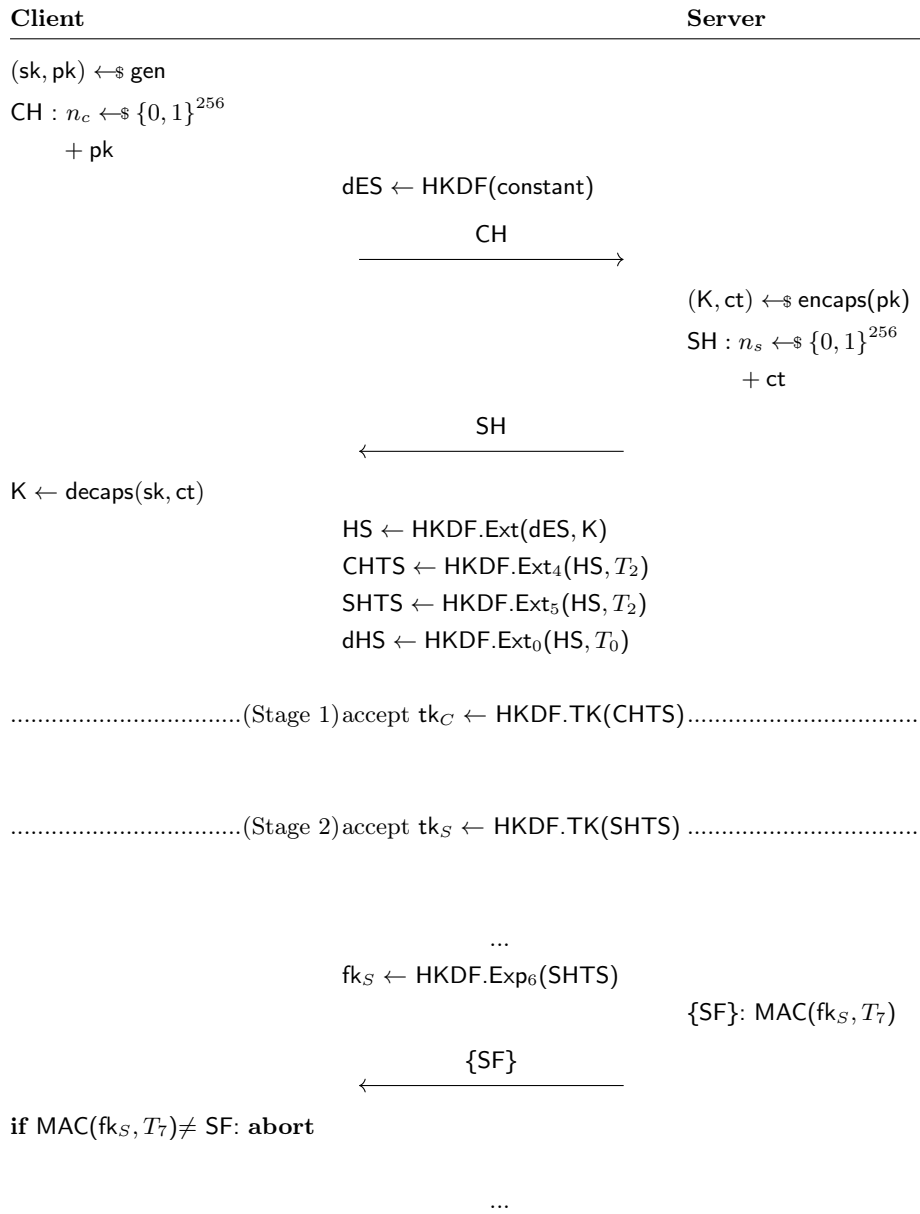 Client Server
(sk, pk) ←$ gen
CH : n_c ←$ {0, 1}^256
+ pk
dES ← HKDF(constant)
CH
(K, ct) ←$ encaps(pk)
SH : n_s ←$ {0, 1}^256
+ ct
SH
K ← decaps(sk, ct)
HS ← HKDF.Ext(dES, K)
CHTS ← HKDF.Ext_4(HS, T_2)
SHTS ← HKDF.Ext_5(HS, T_2)
dHS ← HKDF.Ext_0(HS, T_0)
..................................(Stage 1)accept tk_C ← HKDF.TK(CHTS)..................................
..................................(Stage 2)accept tk_S ← HKDF.TK(SHTS) ..................................
...
fk_S ← HKDF.Exp_6(SHTS)
{SF}: MAC(fk_S, T_7)
{SF}
if MAC(fk_S, T_7)≠ SF: abort
...